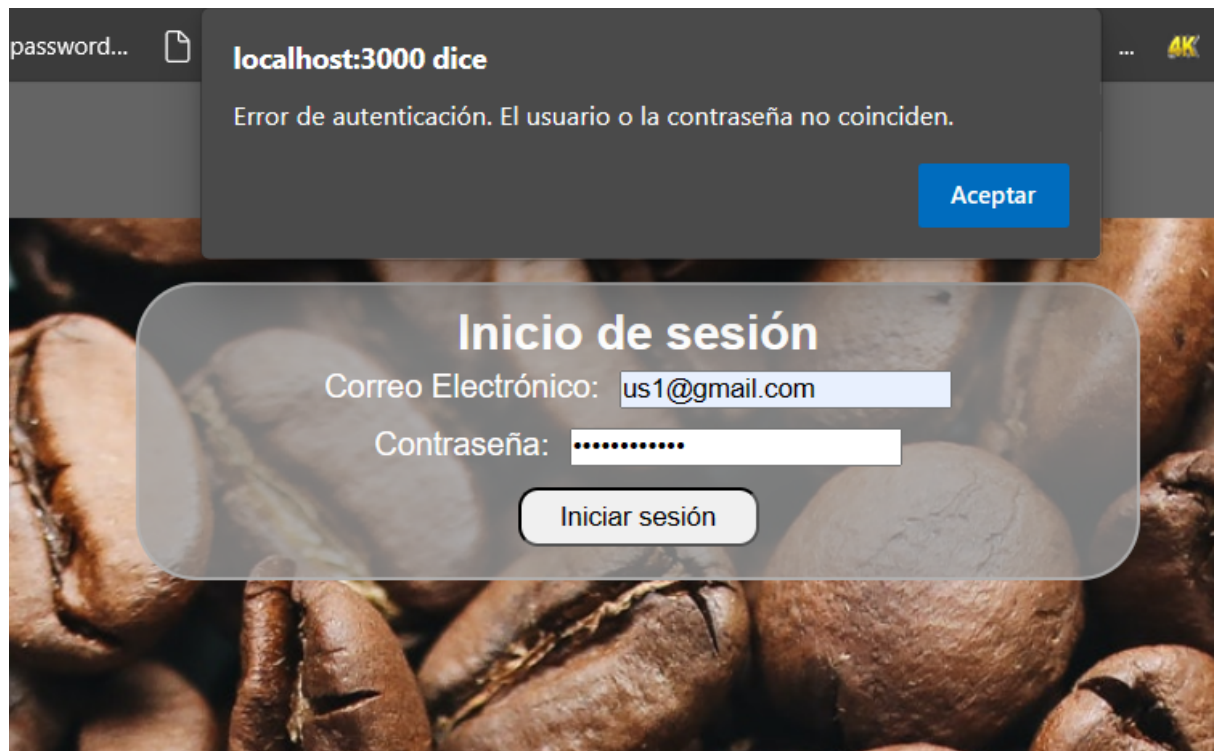 password...
...
4K
localhost:3000 dice
Error de autenticación. El usuario o la contraseña no coinciden.
Aceptar
Inicio de sesión
Correo Electrónico: us1@gmail.com
Contraseña: ••••••••••••
Iniciar sesión